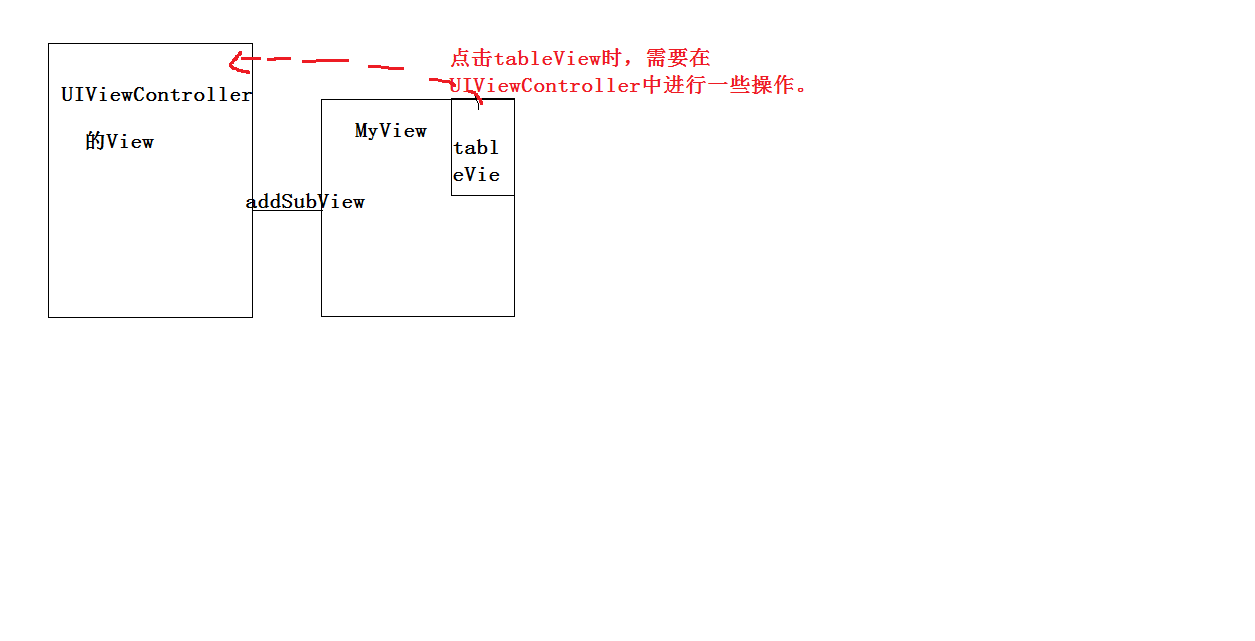 点击tableView时，需要在
UIViewController中进行一些操作。
UIViewController
的View
MyView
tabl
eVie
addSubView